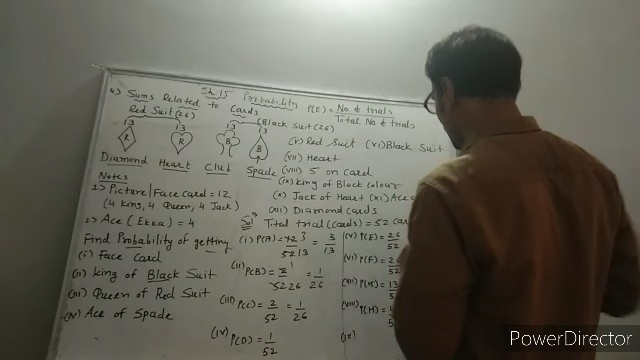 Ch. 15 Probability
4) Sums Related to Cards P(E) = No of trials / Total No of trials
Red Suit (26) (Black Suit (26)
13 13 13 13
R R B B
Diamond Heart Club Spade
(V) Red Suit (VI) Black Suit
(VII) Heart
(VIII) 5 on card
(IX) King of Black colour
(X) Jack of Heart (XI) Ace
(XII) Diamond cards
Notes
1) Picture/Face card = 12
(4 King, 4 Queen, 4 Jack)
2) Ace (Ekka) = 4
Find Probability of getting
(i) Face Card
(ii) King of Black Suit
(iii) Queen of Red Suit
(iv) Ace of Spade
Sol^n Total trial (cards) = 52 car
(i) P(A) = 12 3 / 52 13 = 3/13
(ii) P(B) = 2 1 / 52 26 = 1/26
(III) P(C) = 2/52 = 1/26
(IV) P(D) = 1/52
(V) P(E) = 26/52
(VI) P(F) = 26/52
(VII) P(H) = 13/52
(VIII) P(H) =
(IX)
PowerDirector